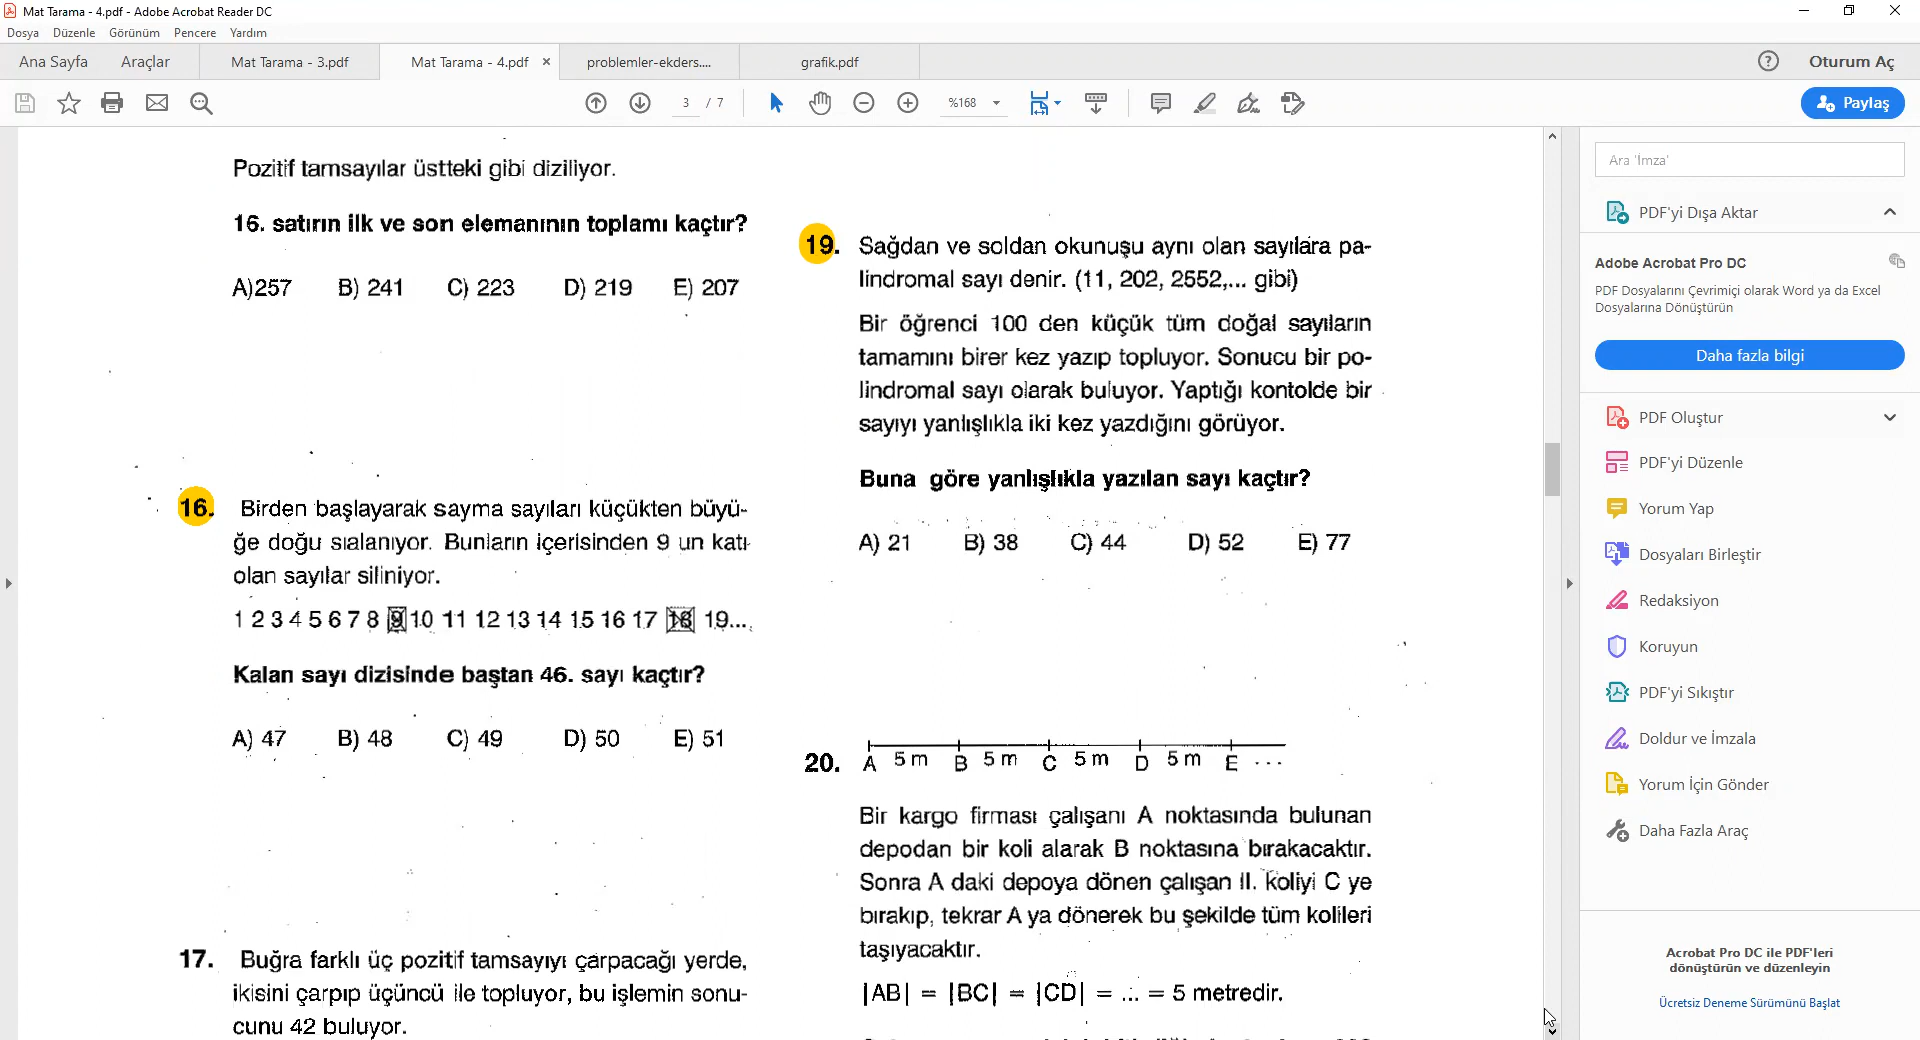 Mat Tarama - 4.pdf - Adobe Acrobat Reader DC
Dosya Düzenle Görünüm Pencere Yardım
Ana Sayfa Araçlar Mat Tarama - 3.pdf Mat Tarama - 4.pdf × problemler-ekders.... grafik.pdf ? Oturum Aç
3 / 7 %168 Paylaş
Pozitif tamsayılar üstteki gibi diziliyor.
16. satırın ilk ve son elemanının toplamı kaçtır?
A)257 B) 241 C) 223 D) 219 E) 207
16. Birden başlayarak sayma sayıları küçükten büyü-
ğe doğu sıalanıyor. Bunların içerisinden 9 un katı
olan sayılar siliniyor.
1 2 3 4 5 6 7 8 9 10 11 12 13 14 15 16 17 18 19...
Kalan sayı dizisinde baştan 46. sayı kaçtır?
A) 47 B) 48 C) 49 D) 50 E) 51
17. Buğra farklı üç pozitif tamsayıyı çarpacağı yerde,
ikisini çarpıp üçüncü ile topluyor, bu işlemin sonu-
cunu 42 buluyor.
19. Sağdan ve soldan okunuşu aynı olan sayılara pa-
lindromal sayı denir. (11, 202, 2552,... gibi)
Bir öğrenci 100 den küçük tüm doğal sayıların
tamamını birer kez yazıp topluyor. Sonucu bir po-
lindromal sayı olarak buluyor. Yaptığı kontolde bir
sayıyı yanlışlıkla iki kez yazdığını görüyor.
Buna göre yanlışlıkla yazılan sayı kaçtır?
A) 21 B) 38 C) 44 D) 52 E) 77
20. A 5 m B 5 m C 5 m D 5 m E ...
Bir kargo firması çalışanı A noktasında bulunan
depodan bir koli alarak B noktasına bırakacaktır.
Sonra A daki depoya dönen çalışan II. koliyi C ye
bırakıp, tekrar A ya dönerek bu şekilde tüm kolileri
taşıyacaktır.
|AB| = |BC| = |CD| = ... = 5 metredir.
Ara 'İmza'
PDF'yi Dışa Aktar
Adobe Acrobat Pro DC
PDF Dosyalarını Çevrimiçi olarak Word ya da Excel
Dosyalarına Dönüştürün
Daha fazla bilgi
PDF Oluştur
PDF'yi Düzenle
Yorum Yap
Dosyaları Birleştir
Redaksiyon
Koruyun
PDF'yi Sıkıştır
Doldur ve İmzala
Yorum İçin Gönder
Daha Fazla Araç
Acrobat Pro DC ile PDF'leri
dönüştürün ve düzenleyin
Ücretsiz Deneme Sürümünü Başlat